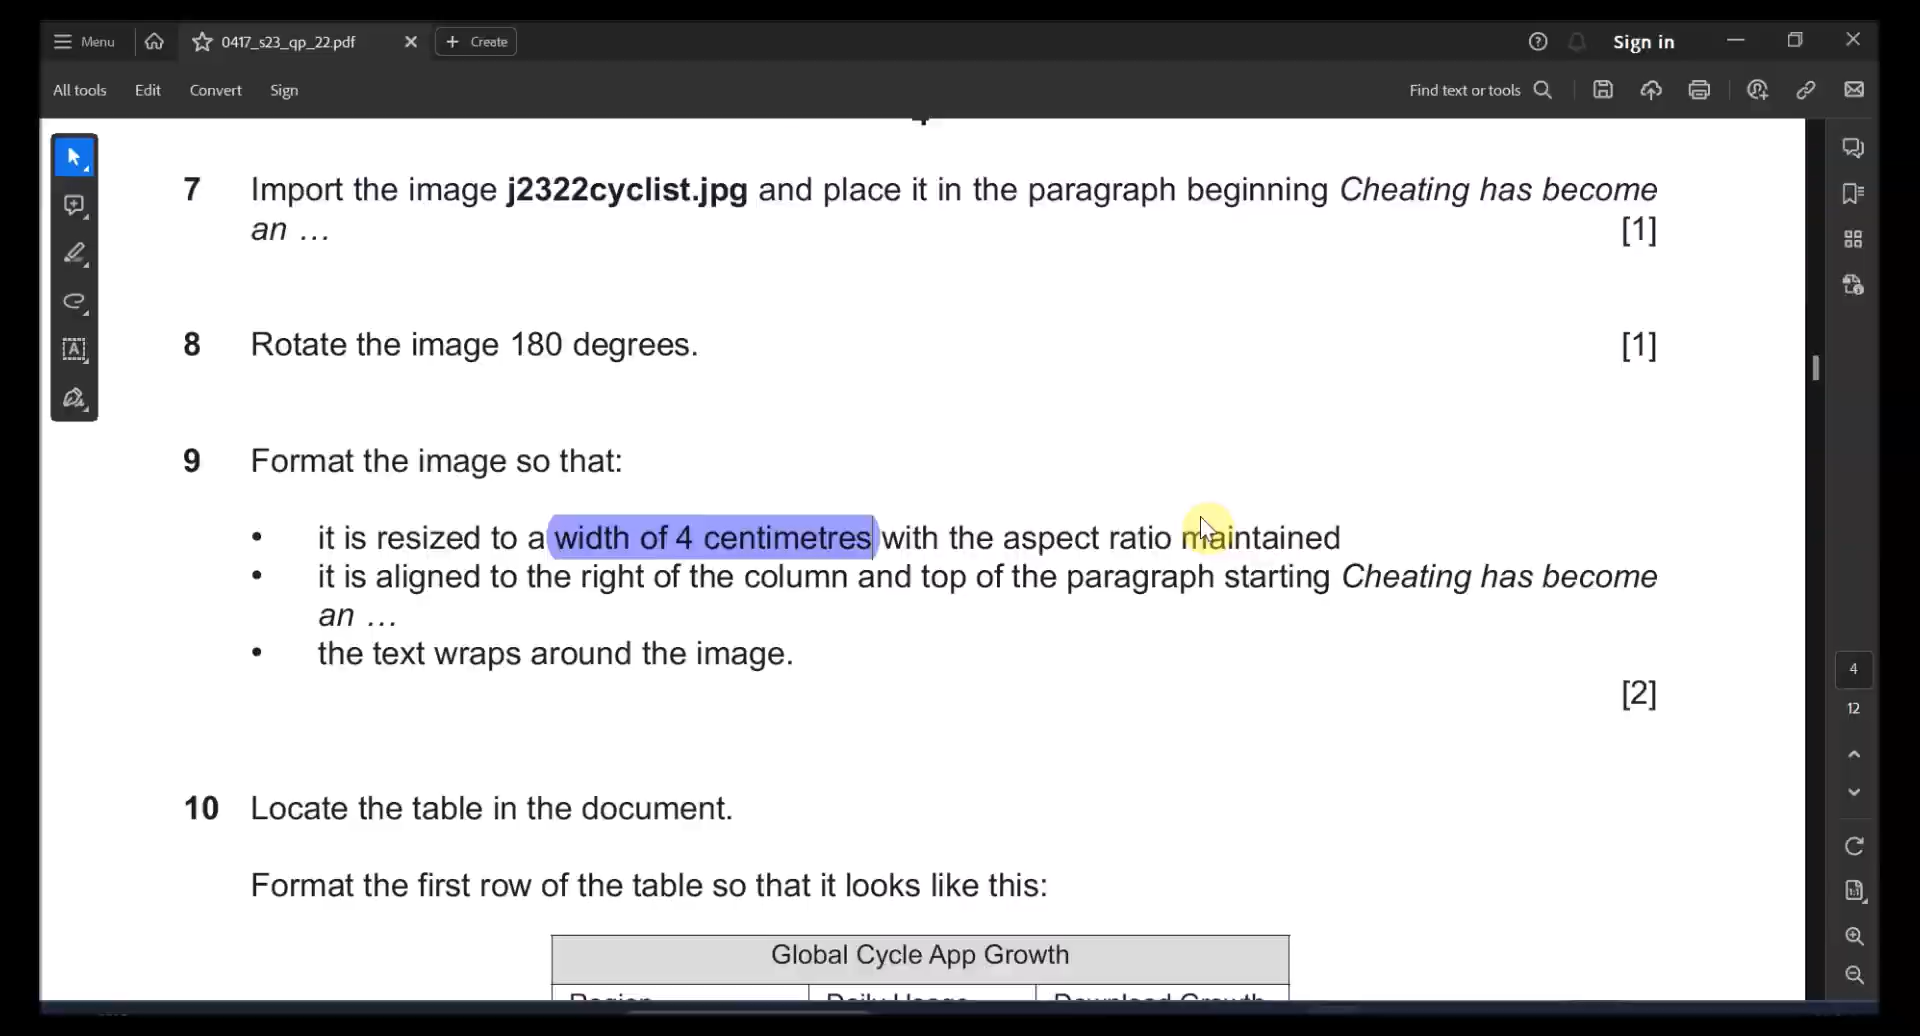 Menu
0417_s23_qp_22.pdf
Create
Sign in
All tools
Edit
Convert
Sign
Find text or tools
7 Import the image j2322cyclist.jpg and place it in the paragraph beginning Cheating has become
an … [1]
8 Rotate the image 180 degrees. [1]
9 Format the image so that:
• it is resized to a width of 4 centimetres with the aspect ratio maintained
• it is aligned to the right of the column and top of the paragraph starting Cheating has become
an …
• the text wraps around the image.
[2]
4
12
10 Locate the table in the document.
Format the first row of the table so that it looks like this:
Global Cycle App Growth
Region Daily Usage Download Growth